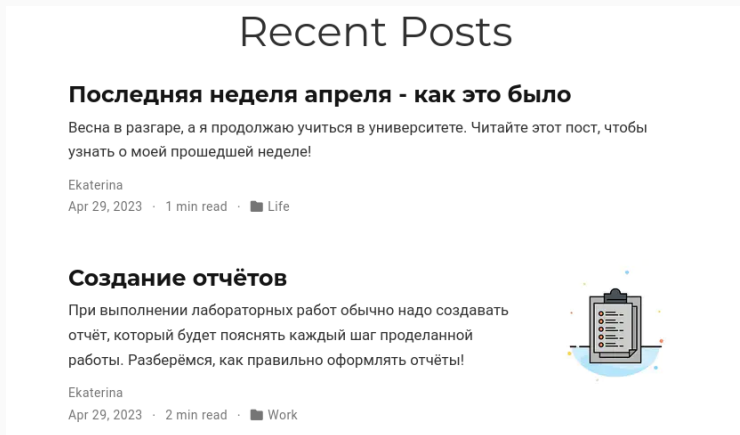 Recent Posts
Последняя неделя апреля - как это было
Весна в разгаре, а я продолжаю учиться в университете. Читайте этот пост, чтобы
узнать о моей прошедшей неделе!
Ekaterina
Apr 29, 2023 · 1 min read · Life
Создание отчётов
При выполнении лабораторных работ обычно надо создавать
отчёт, который будет пояснять каждый шаг проделанной
работы. Разберёмся, как правильно оформлять отчёты!
Ekaterina
Apr 29, 2023 · 2 min read · Work